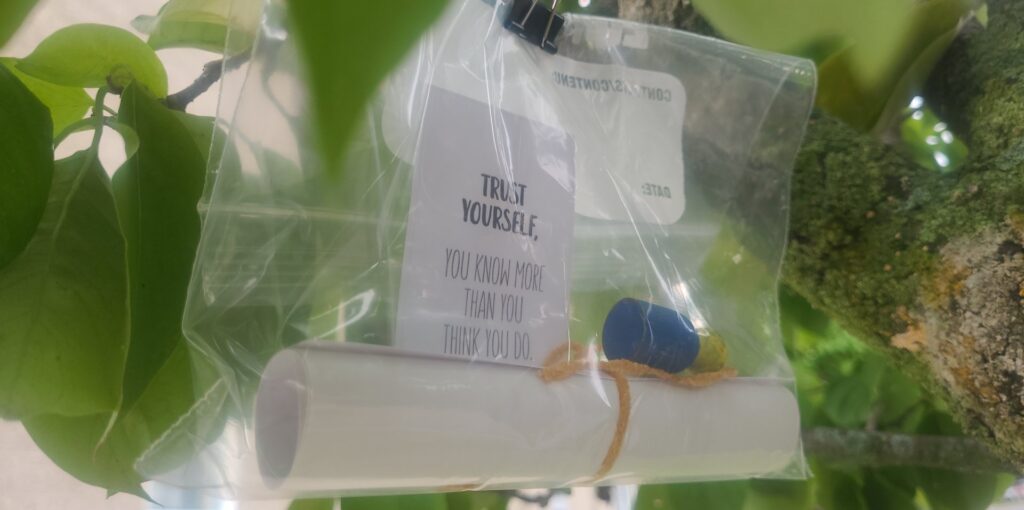 TRUST
YOURSELF,
YOU KNOW MORE
THAN YOU
THINK YOU DO.
CONTENTS/CONTENU:
DATE: